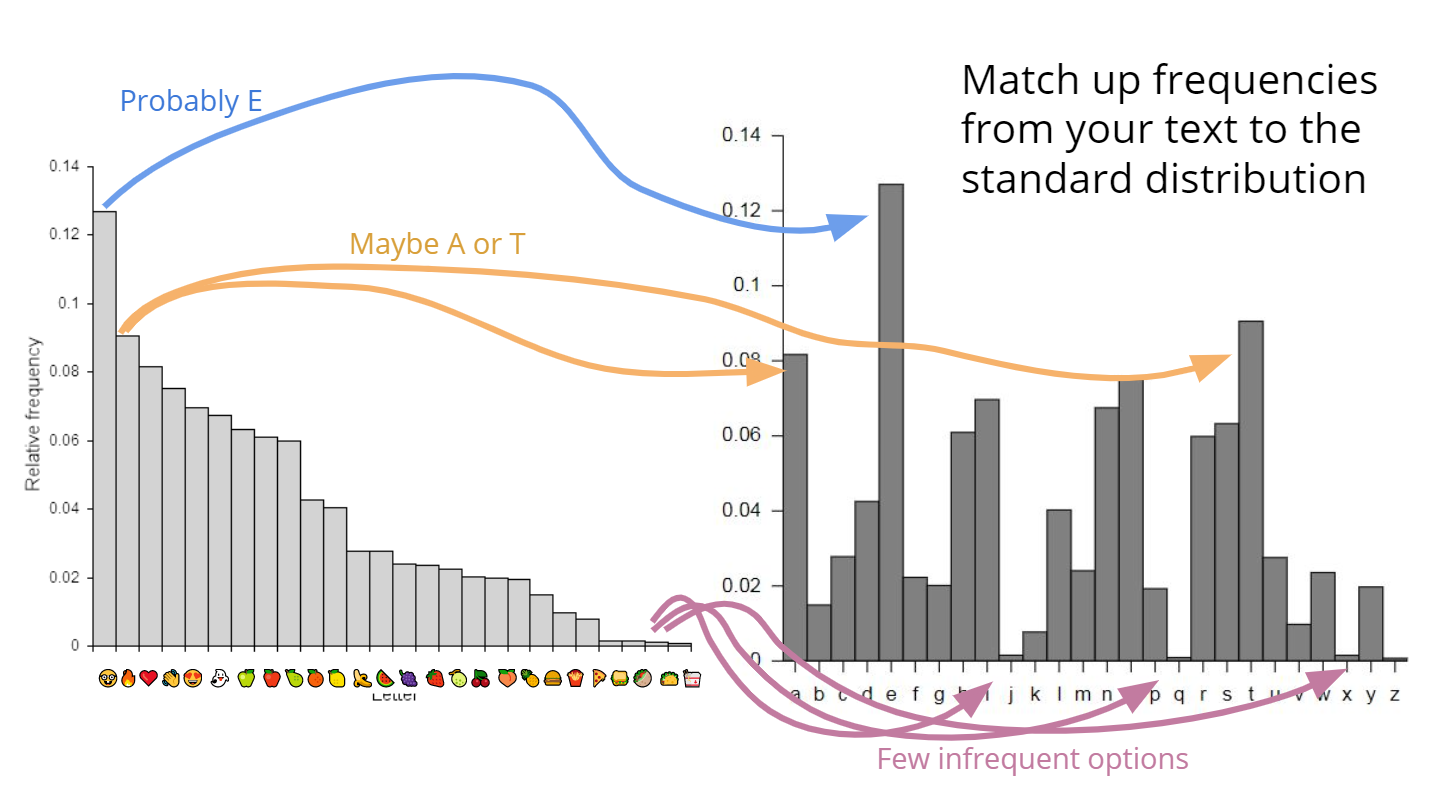 Match up frequencies
from your text to the
standard distribution
Probably E
Maybe A or T
Relative frequency
0.14
0.12
0.1
0.08
0.06
0.04
0.02
0
Letter
0.14
0.12
0.1
0.08
0.06
0.04
0.02
0
a b c d e f g h i j k l m n p q r s t u v w x y z
Few infrequent options